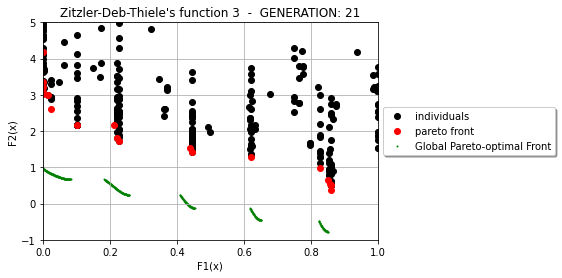 Zitzler-Deb-Thiele's function 3 - GENERATION: 21
5
4
3
2
1
0
−1
F2(x)
0.0 0.2 0.4 0.6 0.8 1.0
F1(x)
individuals
pareto front
Global Pareto-optimal Front